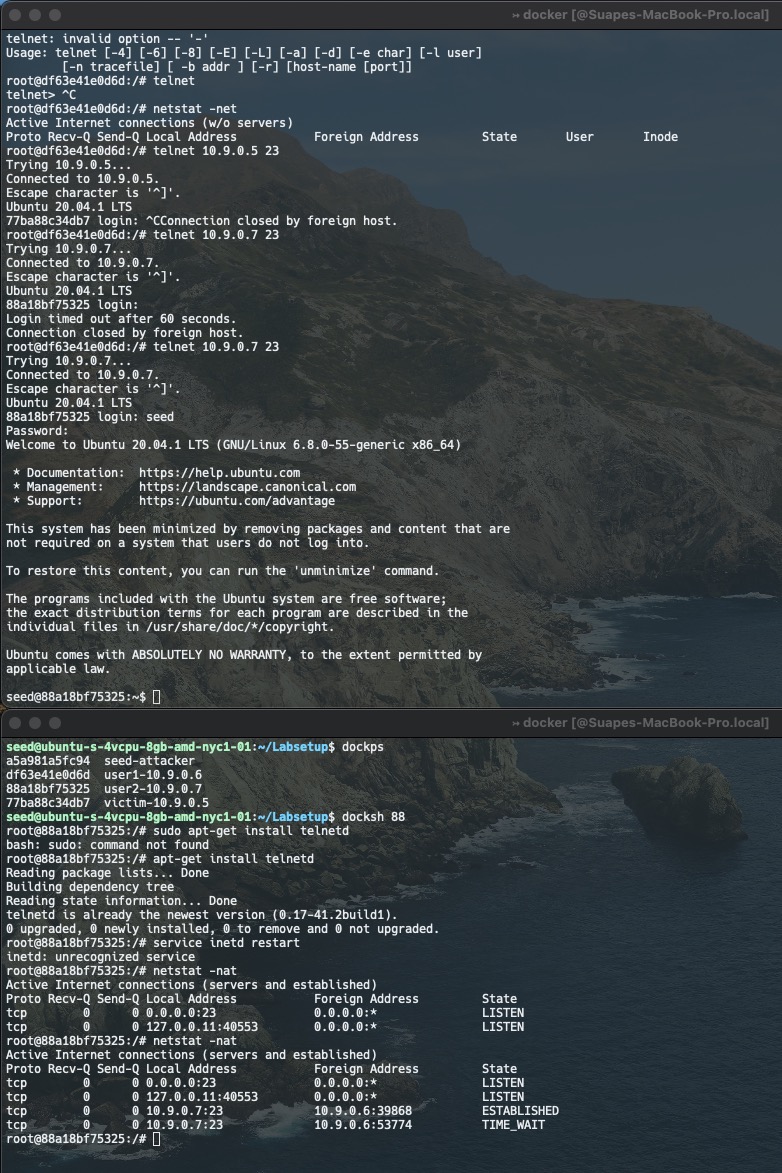 ↣ docker [@Suapes-MacBook-Pro.local]
telnet: invalid option -- '-'
Usage: telnet [-4] [-6] [-8] [-E] [-L] [-a] [-d] [-e char] [-l user]
        [-n tracefile] [ -b addr ] [-r] [host-name [port]]
root@df63e41e0d6d:/# telnet
telnet> ^C
root@df63e41e0d6d:/# netstat -net
Active Internet connections (w/o servers)
Proto Recv-Q Send-Q Local Address           Foreign Address         State       User       Inode
root@df63e41e0d6d:/# telnet 10.9.0.5 23
Trying 10.9.0.5...
Connected to 10.9.0.5.
Escape character is '^]'.
Ubuntu 20.04.1 LTS
77ba88c34db7 login: ^CConnection closed by foreign host.
root@df63e41e0d6d:/# telnet 10.9.0.7 23
Trying 10.9.0.7...
Connected to 10.9.0.7.
Escape character is '^]'.
Ubuntu 20.04.1 LTS
88a18bf75325 login:
Login timed out after 60 seconds.
Connection closed by foreign host.
root@df63e41e0d6d:/# telnet 10.9.0.7 23
Trying 10.9.0.7...
Connected to 10.9.0.7.
Escape character is '^]'.
Ubuntu 20.04.1 LTS
88a18bf75325 login: seed
Password:
Welcome to Ubuntu 20.04.1 LTS (GNU/Linux 6.8.0-55-generic x86_64)
 * Documentation:  https://help.ubuntu.com
 * Management:     https://landscape.canonical.com
 * Support:        https://ubuntu.com/advantage
This system has been minimized by removing packages and content that are
not required on a system that users do not log into.
To restore this content, you can run the 'unminimize' command.
The programs included with the Ubuntu system are free software;
the exact distribution terms for each program are described in the
individual files in /usr/share/doc/*/copyright.
Ubuntu comes with ABSOLUTELY NO WARRANTY, to the extent permitted by
applicable law.
seed@88a18bf75325:~$
↣ docker [@Suapes-MacBook-Pro.local]
seed@ubuntu-s-4vcpu-8gb-amd-nyc1-01:~/Labsetup$ dockps
a5a981a5fc94  seed-attacker
df63e41e0d6d  user1-10.9.0.6
88a18bf75325  user2-10.9.0.7
77ba88c34db7  victim-10.9.0.5
seed@ubuntu-s-4vcpu-8gb-amd-nyc1-01:~/Labsetup$ docksh 88
root@88a18bf75325:/# sudo apt-get install telnetd
bash: sudo: command not found
root@88a18bf75325:/# apt-get install telnetd
Reading package lists... Done
Building dependency tree
Reading state information... Done
telnetd is already the newest version (0.17-41.2build1).
0 upgraded, 0 newly installed, 0 to remove and 0 not upgraded.
root@88a18bf75325:/# service inetd restart
inetd: unrecognized service
root@88a18bf75325:/# netstat -nat
Active Internet connections (servers and established)
Proto Recv-Q Send-Q Local Address           Foreign Address         State
tcp        0      0 0.0.0.0:23              0.0.0.0:*               LISTEN
tcp        0      0 127.0.0.11:40553        0.0.0.0:*               LISTEN
root@88a18bf75325:/# netstat -nat
Active Internet connections (servers and established)
Proto Recv-Q Send-Q Local Address           Foreign Address         State
tcp        0      0 0.0.0.0:23              0.0.0.0:*               LISTEN
tcp        0      0 127.0.0.11:40553        0.0.0.0:*               LISTEN
tcp        0      0 10.9.0.7:23             10.9.0.6:39868          ESTABLISHED
tcp        0      0 10.9.0.7:23             10.9.0.6:53774          TIME_WAIT
root@88a18bf75325:/#